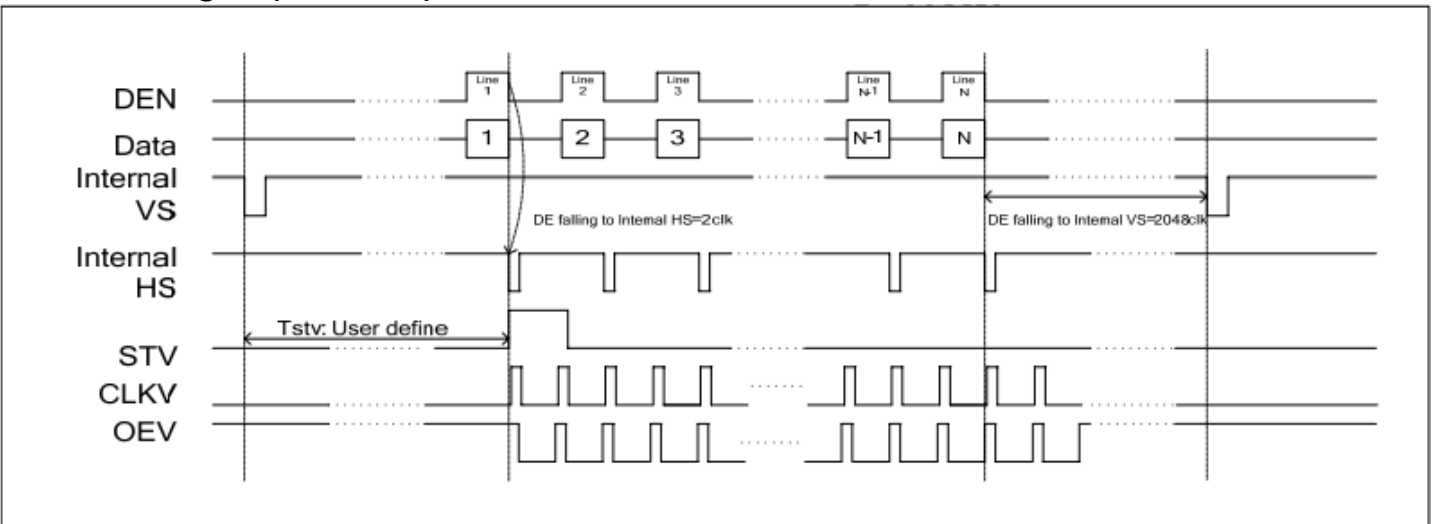 DEN
Line 1
Line 2
Line 3
Line N-1
Line N
Data
1
2
3
N-1
N
Internal VS
DE falling to Internal HS=2clk
DE falling to Internal VS=2048clk
Internal HS
Tstv: User define
STV
CLKV
OEV